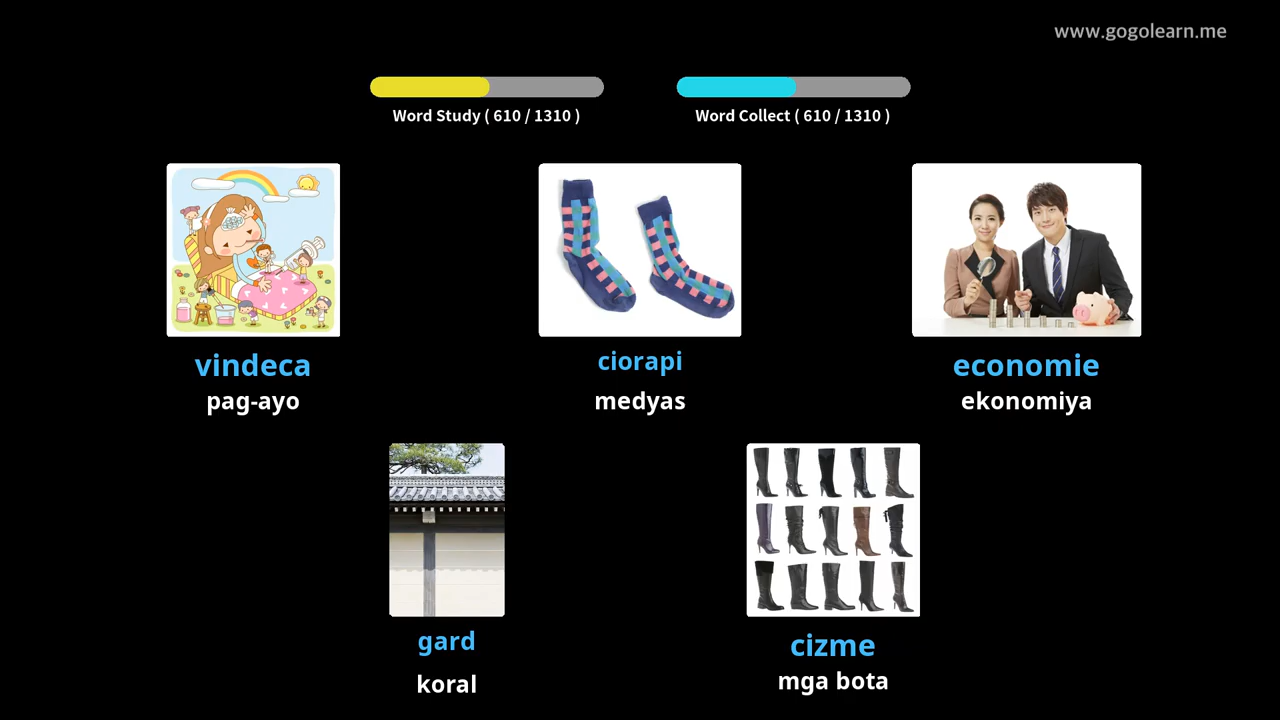 www.gogolearn.me
Word Study ( 610 / 1310 )
Word Collect ( 610 / 1310 )
vindeca
pag-ayo
ciorapi
medyas
economie
ekonomiya
gard
koral
cizme
mga bota